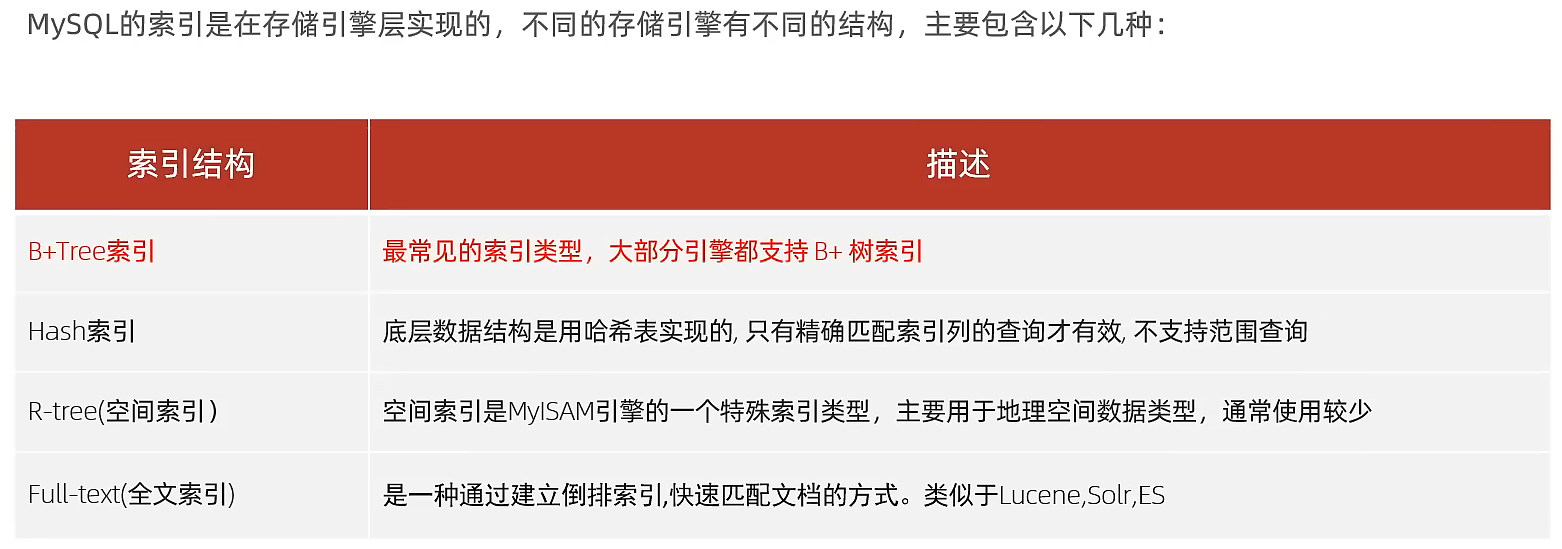 MySQL的索引是在存储引擎层实现的，不同的存储引擎有不同的结构，主要包含以下几种：
索引结构 描述
B+Tree索引 最常见的索引类型，大部分引擎都支持 B+ 树索引
Hash索引 底层数据结构是用哈希表实现的, 只有精确匹配索引列的查询才有效, 不支持范围查询
R-tree(空间索引） 空间索引是MyISAM引擎的一个特殊索引类型，主要用于地理空间数据类型，通常使用较少
Full-text(全文索引) 是一种通过建立倒排索引,快速匹配文档的方式。类似于Lucene,Solr,ES